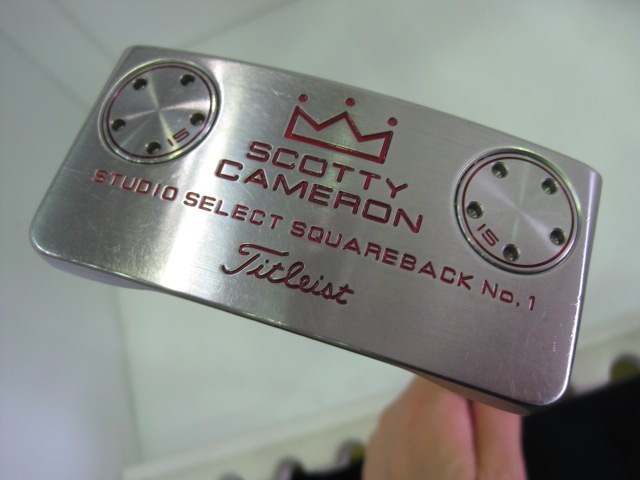 SCOTTY
CAMERON
STUDIO SELECT SQUAREBACK No. 1
Titleist
15
15